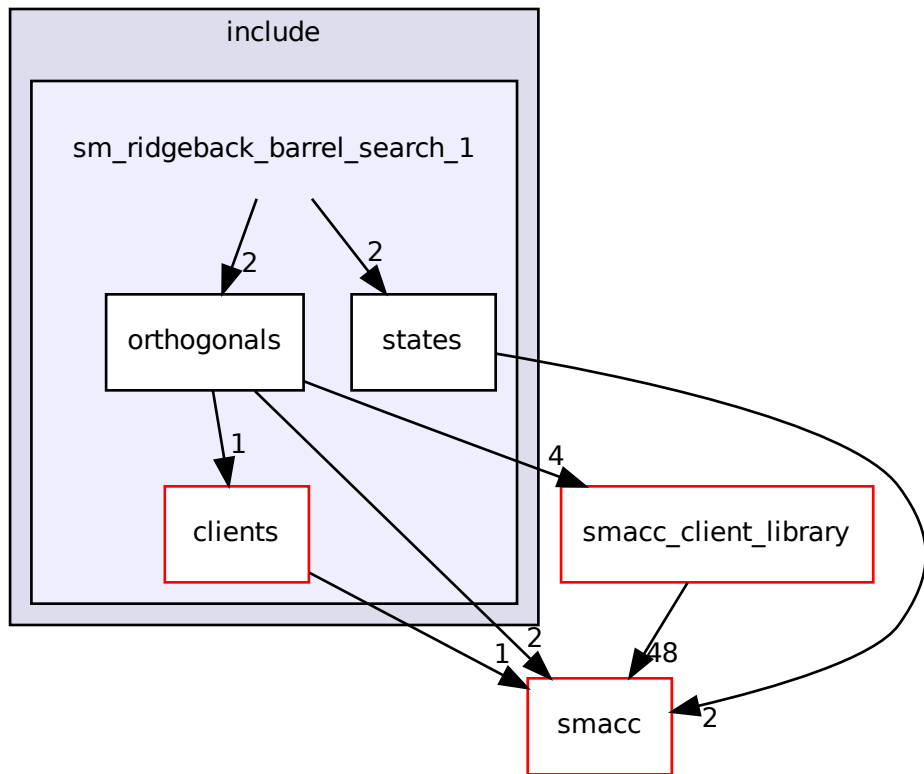 include
sm_ridgeback_barrel_search_1
2
2
orthogonals
states
1
4
clients
smacc_client_library
1
2
48
2
smacc